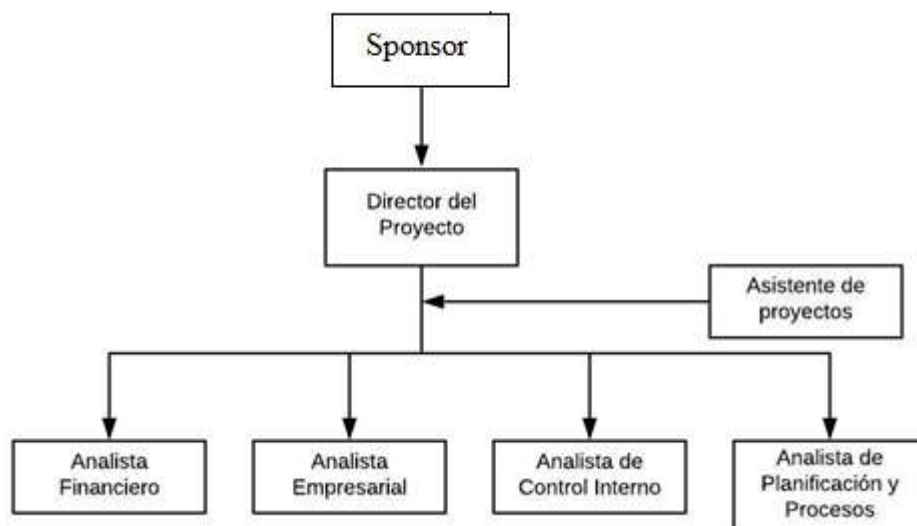 Sponsor
Director del
Proyecto
Asistente de
proyectos
Analista
Financiero
Analista
Empresarial
Analista de
Control Interno
Analista de
Planificación y
Procesos